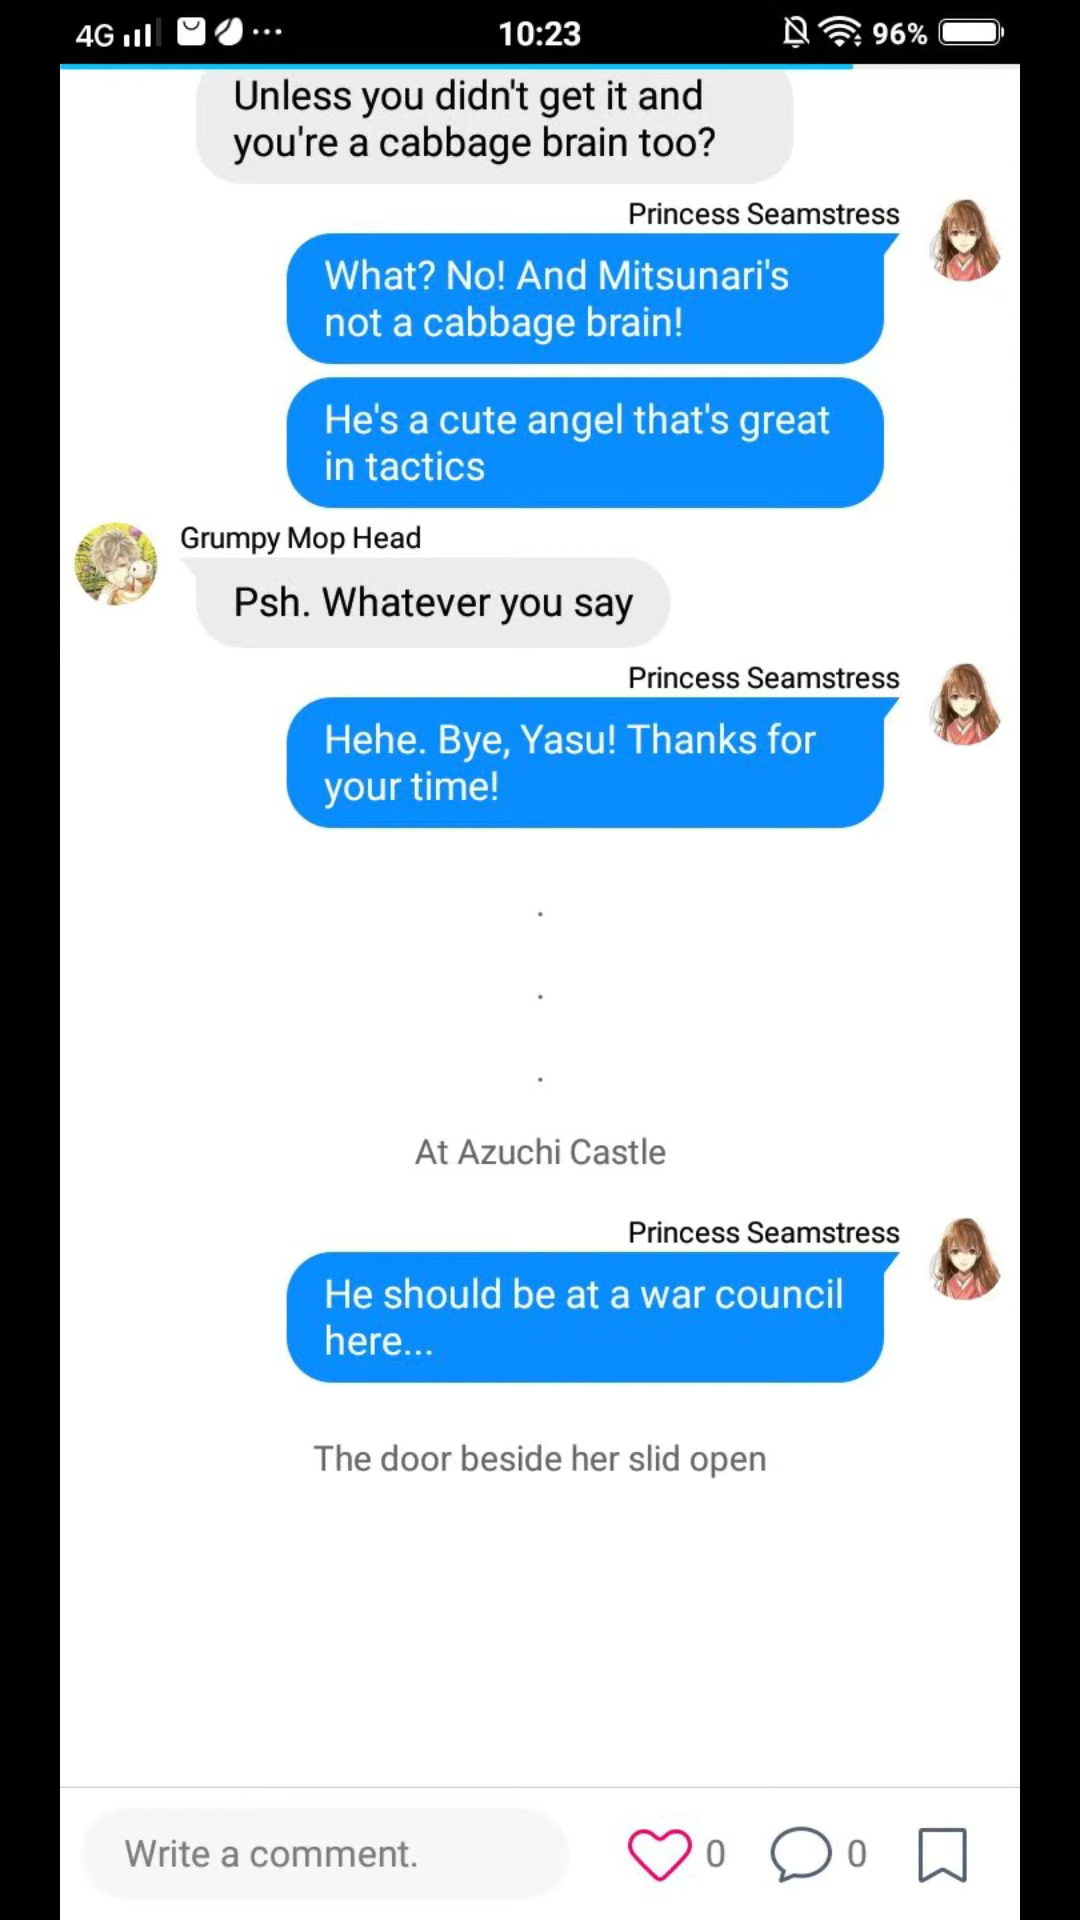 4G 10:23 96%
Unless you didn't get it and
you're a cabbage brain too?
Princess Seamstress
What? No! And Mitsunari's
not a cabbage brain!
He's a cute angel that's great
in tactics
Grumpy Mop Head
Psh. Whatever you say
Princess Seamstress
Hehe. Bye, Yasu! Thanks for
your time!
.
.
.
At Azuchi Castle
Princess Seamstress
He should be at a war council
here...
The door beside her slid open
Write a comment. 0 0